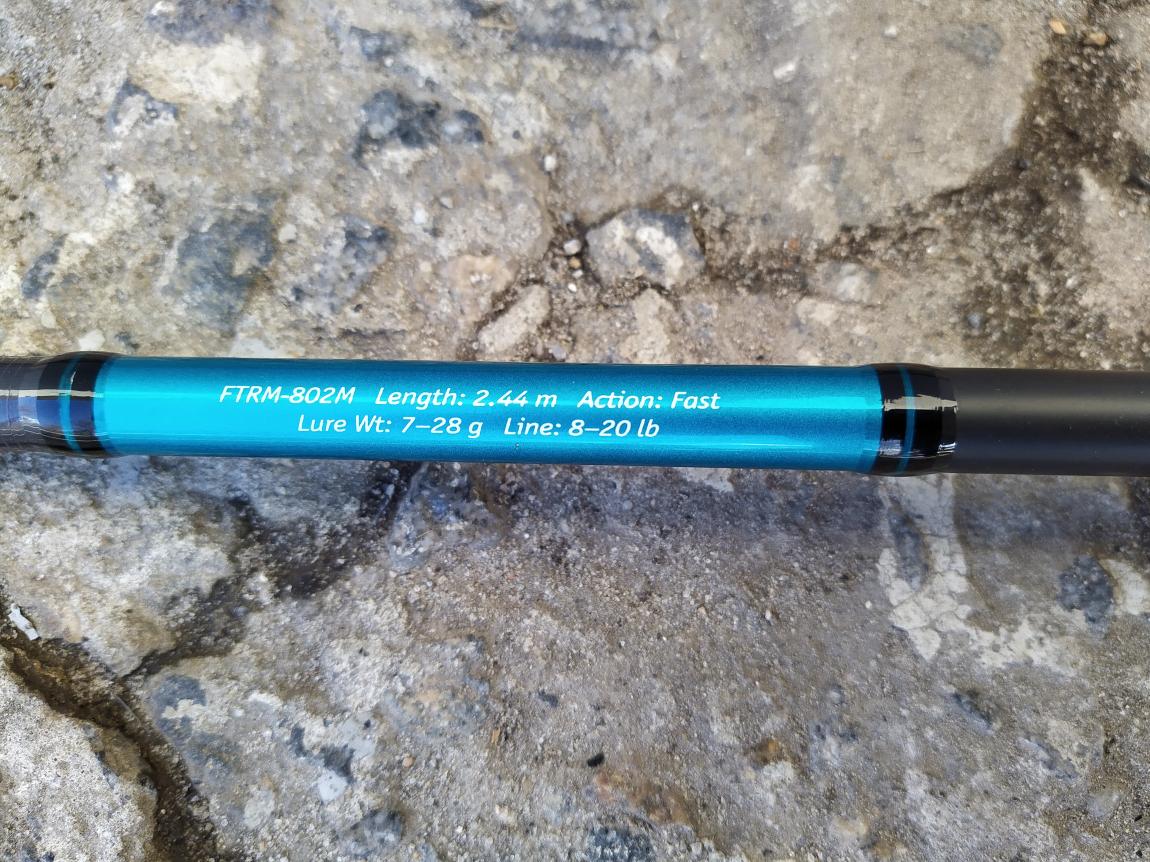 FTRM-802M Length: 2.44 m Action: Fast
Lure Wt: 7–28 g Line: 8–20 lb